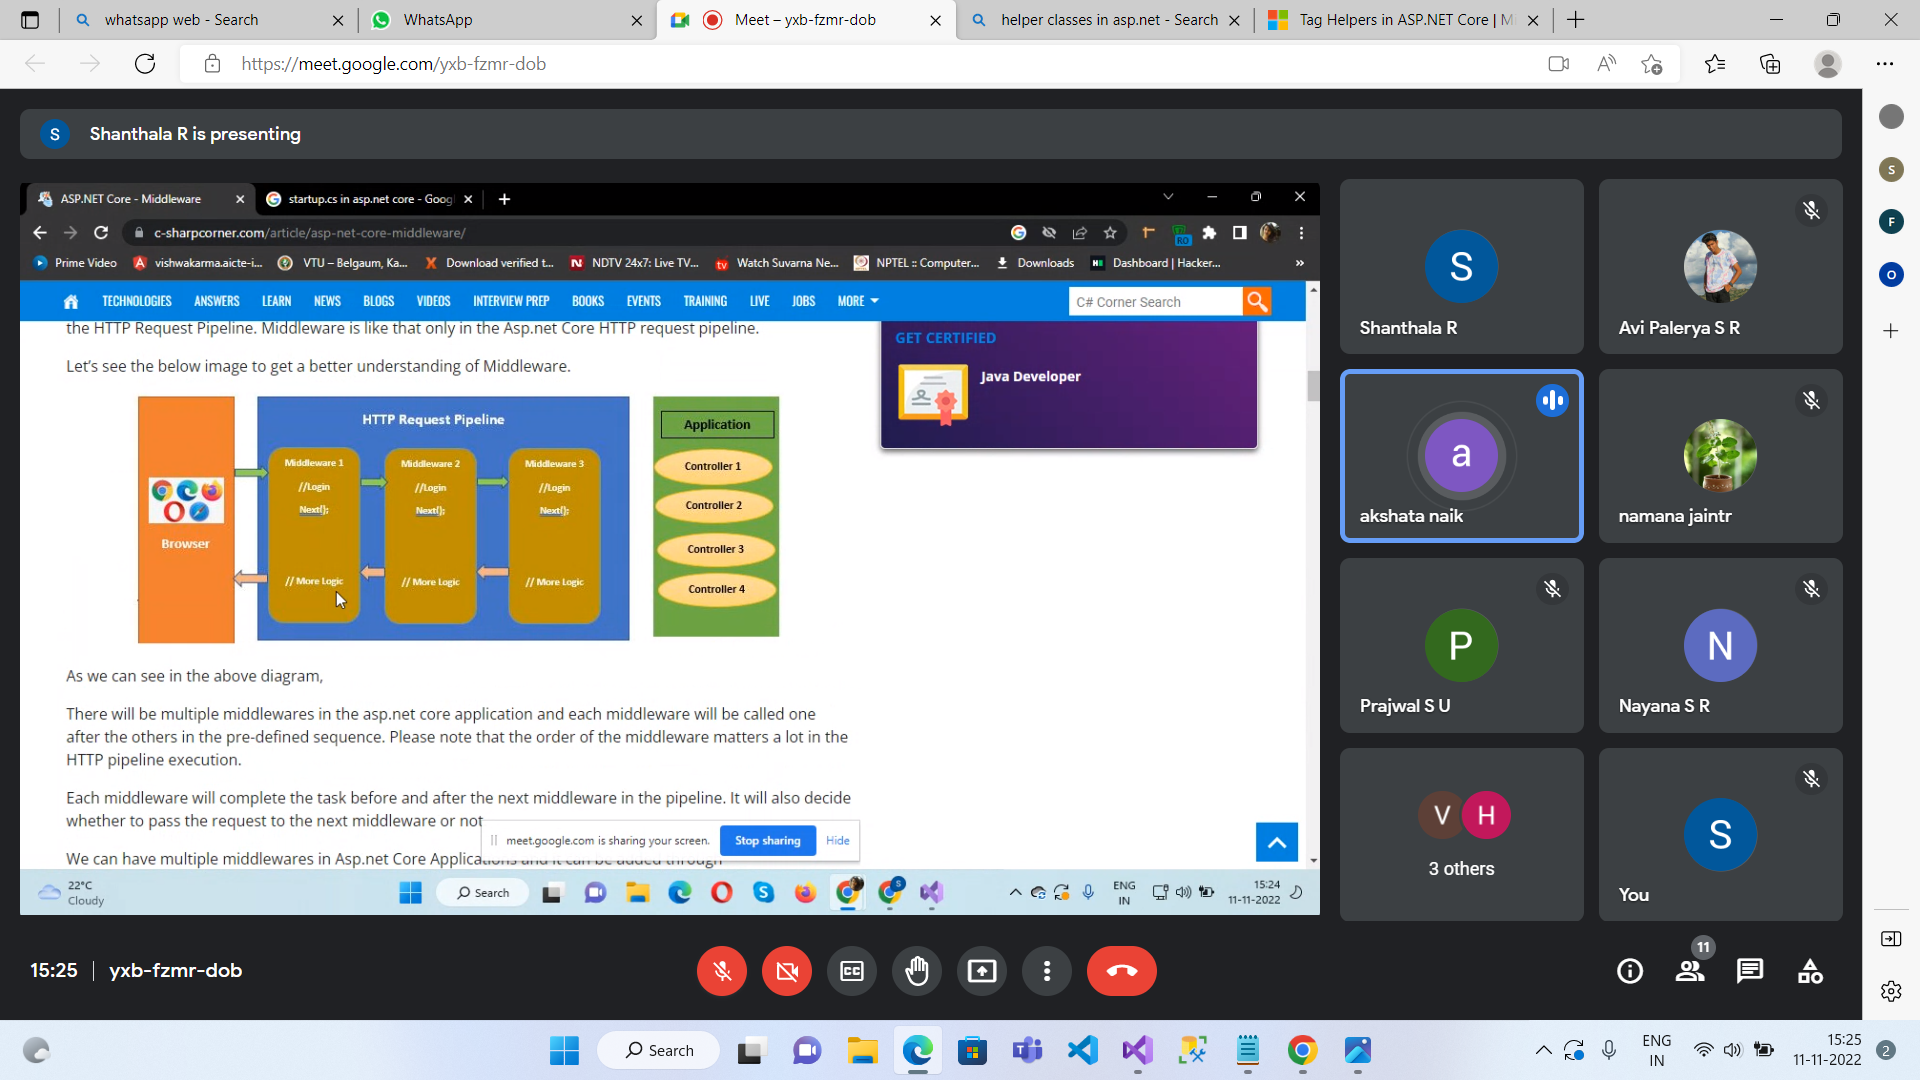 whatsapp web - Search
WhatsApp
Meet – yxb-fzmr-dob
helper classes in asp.net - Search
Tag Helpers in ASP.NET Core | M
https://meet.google.com/yxb-fzmr-dob
S
Shanthala R is presenting
ASP.NET Core - Middleware
startup.cs in asp.net core - Goog
c-sharpcorner.com/article/asp-net-core-middleware/
RO
Prime Video
vishwakarma.aicte-i...
VTU – Belgaum, Ka...
Download verified t...
NDTV 24x7: Live TV...
Watch Suvarna Ne...
NPTEL :: Computer...
Downloads
Dashboard | Hacker...
»
TECHNOLOGIES ANSWERS LEARN NEWS BLOGS VIDEOS INTERVIEW PREP BOOKS EVENTS TRAINING LIVE JOBS MORE
C# Corner Search
the HTTP Request Pipeline. Middleware is like that only in the Asp.net Core HTTP request pipeline.
Let's see the below image to get a better understanding of Middleware.
GET CERTIFIED
Java Developer
HTTP Request Pipeline
Browser
Middleware 1
//Login
Next();
// More Logic
Middleware 2
//Login
Next();
// More Logic
Middleware 3
//Login
Next();
// More Logic
Application
Controller 1
Controller 2
Controller 3
Controller 4
As we can see in the above diagram,
There will be multiple middlewares in the asp.net core application and each middleware will be called one
after the others in the pre-defined sequence. Please note that the order of the middleware matters a lot in the
HTTP pipeline execution.
Each middleware will complete the task before and after the next middleware in the pipeline. It will also decide
whether to pass the request to the next middleware or not
meet.google.com is sharing your screen.
Stop sharing
Hide
We can have multiple middlewares in Asp.net Core Applications and it can be added through
22°C
Cloudy
Search
S
ENG
IN
15:24
11-11-2022
S
Shanthala R
Avi Palerya S R
a
akshata naik
namana jaintr
P
Prajwal S U
N
Nayana S R
V H
3 others
S
You
S
F
O
15:25 | yxb-fzmr-dob
CC
11
Search
ENG
IN
15:25
11-11-2022
2